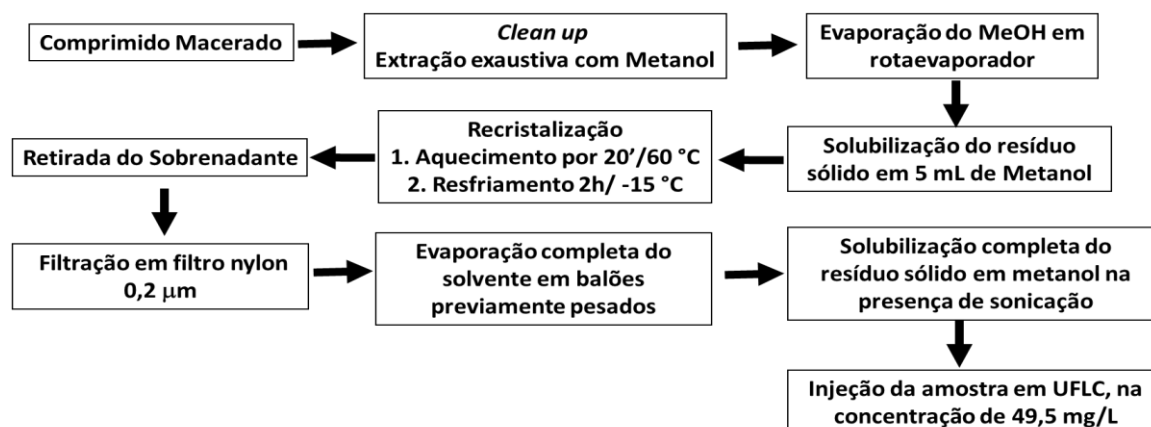 Comprimido Macerado
Clean up
Extração exaustiva com Metanol
Evaporação do MeOH em
rotaevaporador
Solubilização do resíduo
sólido em 5 mL de Metanol
Recristalização
1. Aquecimento por 20’/60 °C
2. Resfriamento 2h/ -15 °C
Retirada do Sobrenadante
Filtração em filtro nylon
0,2 μm
Evaporação completa do
solvente em balões
previamente pesados
Solubilização completa do
resíduo sólido em metanol na
presença de sonicação
Injeção da amostra em UFLC, na
concentração de 49,5 mg/L